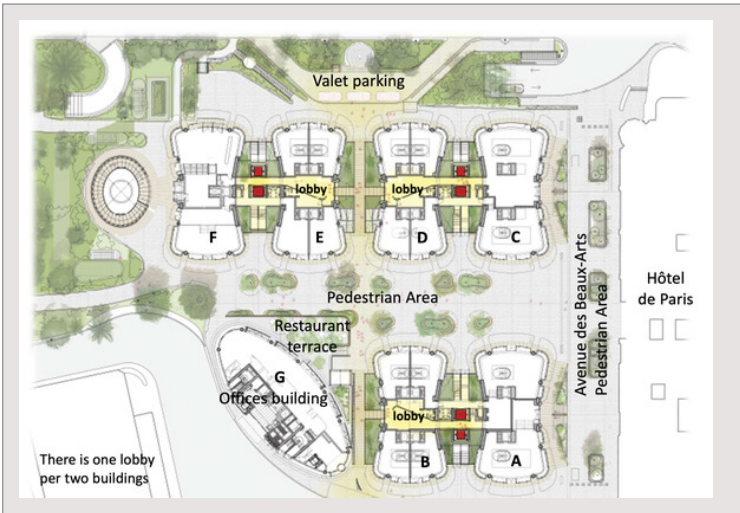 Valet parking
lobby
lobby
F
E
D
C
Pedestrian Area
Avenue des Beaux-Arts
Pedestrian Area
Hôtel
de Paris
Restaurant
terrace
G
Offices building
lobby
B
A
There is one lobby
per two buildings